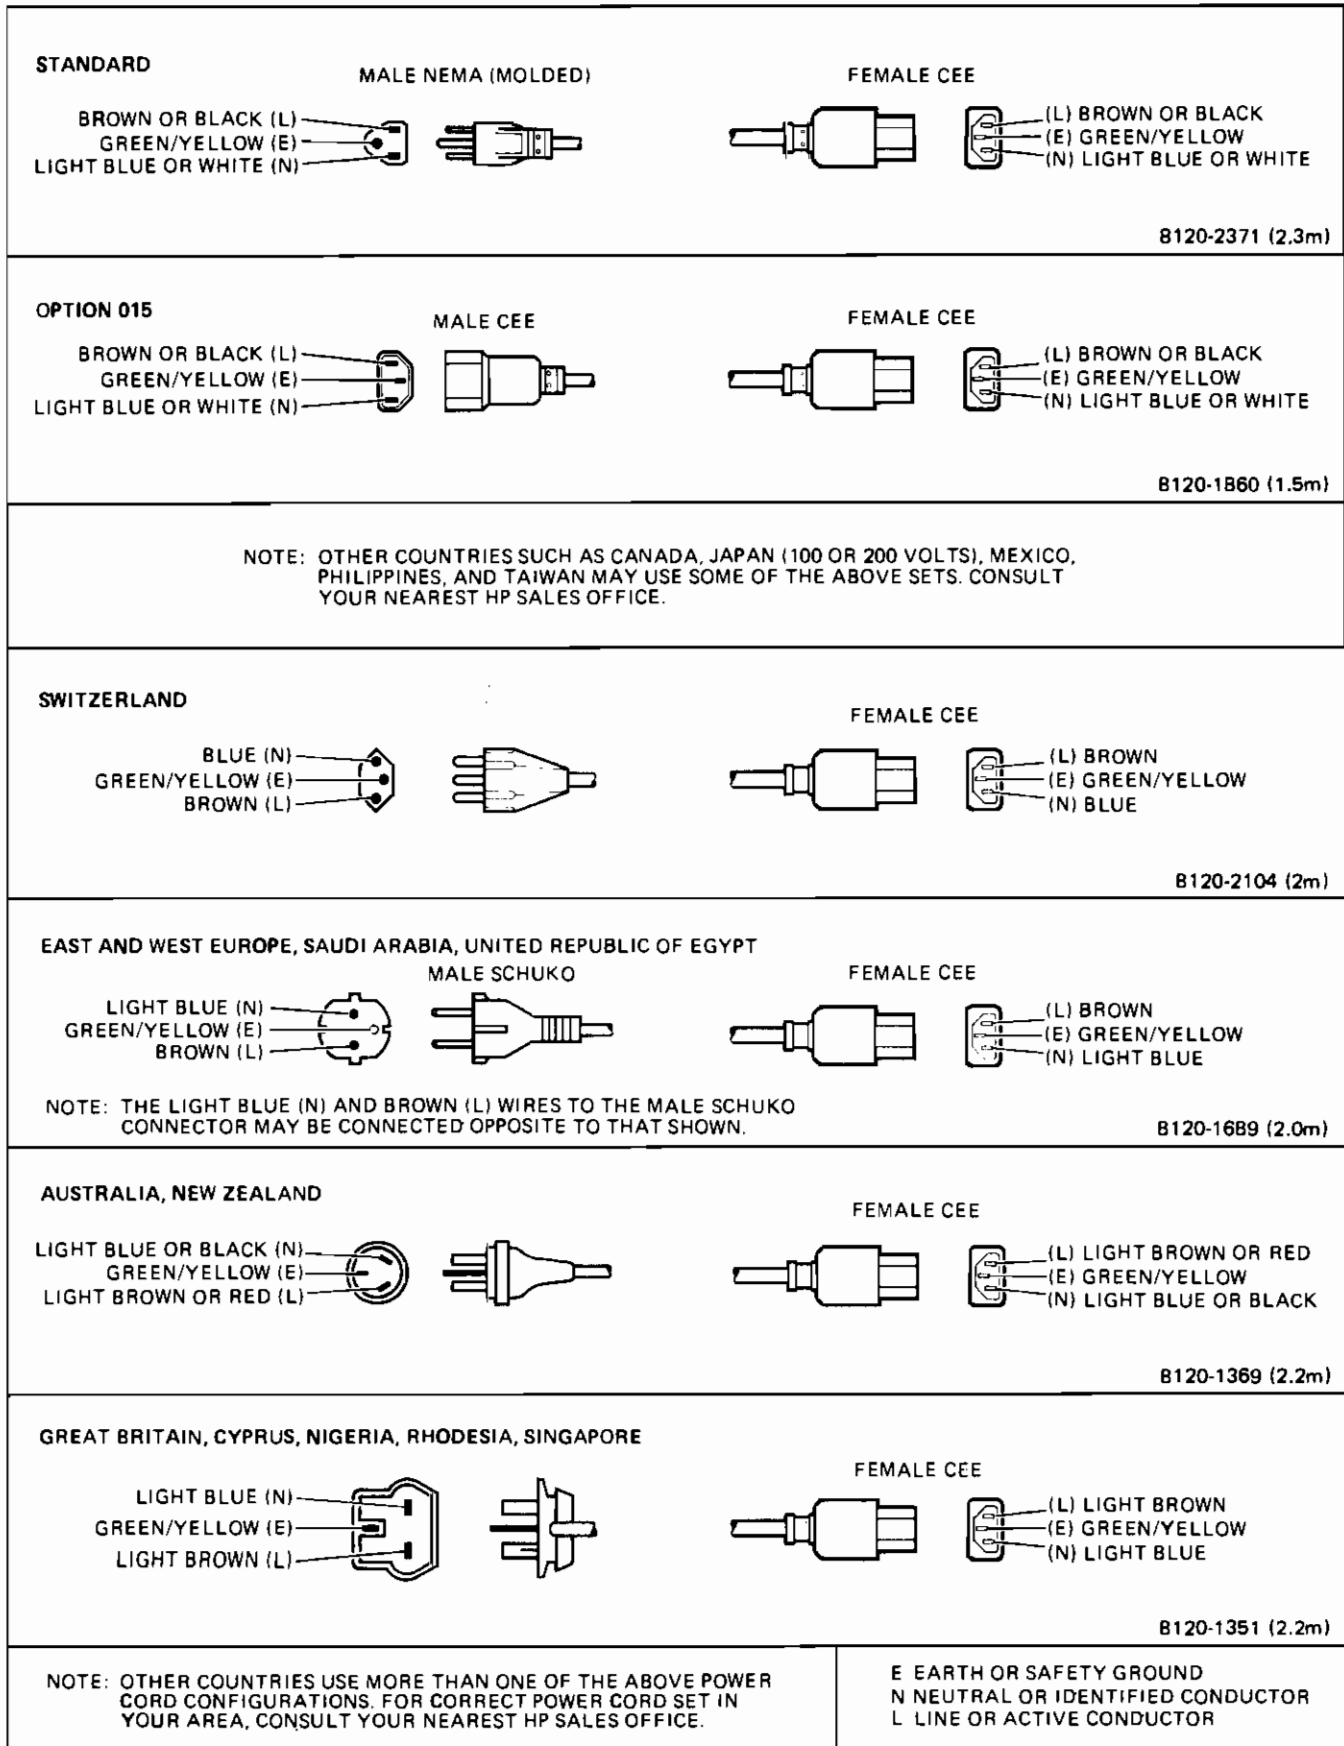 STANDARD
MALE NEMA (MOLDED)
FEMALE CEE
BROWN OR BLACK (L)
GREEN/YELLOW (E)
LIGHT BLUE OR WHITE (N)
(L) BROWN OR BLACK
(E) GREEN/YELLOW
(N) LIGHT BLUE OR WHITE
8120-2371 (2.3m)
OPTION 015
MALE CEE
FEMALE CEE
BROWN OR BLACK (L)
GREEN/YELLOW (E)
LIGHT BLUE OR WHITE (N)
(L) BROWN OR BLACK
(E) GREEN/YELLOW
(N) LIGHT BLUE OR WHITE
8120-1860 (1.5m)
NOTE: OTHER COUNTRIES SUCH AS CANADA, JAPAN (100 OR 200 VOLTS), MEXICO,
PHILIPPINES, AND TAIWAN MAY USE SOME OF THE ABOVE SETS. CONSULT
YOUR NEAREST HP SALES OFFICE.
SWITZERLAND
FEMALE CEE
BLUE (N)
GREEN/YELLOW (E)
BROWN (L)
(L) BROWN
(E) GREEN/YELLOW
(N) BLUE
8120-2104 (2m)
EAST AND WEST EUROPE, SAUDI ARABIA, UNITED REPUBLIC OF EGYPT
MALE SCHUKO
FEMALE CEE
LIGHT BLUE (N)
GREEN/YELLOW (E)
BROWN (L)
(L) BROWN
(E) GREEN/YELLOW
(N) LIGHT BLUE
NOTE: THE LIGHT BLUE (N) AND BROWN (L) WIRES TO THE MALE SCHUKO
CONNECTOR MAY BE CONNECTED OPPOSITE TO THAT SHOWN.
8120-1689 (2.0m)
AUSTRALIA, NEW ZEALAND
FEMALE CEE
LIGHT BLUE OR BLACK (N)
GREEN/YELLOW (E)
LIGHT BROWN OR RED (L)
(L) LIGHT BROWN OR RED
(E) GREEN/YELLOW
(N) LIGHT BLUE OR BLACK
8120-1369 (2.2m)
GREAT BRITAIN, CYPRUS, NIGERIA, RHODESIA, SINGAPORE
FEMALE CEE
LIGHT BLUE (N)
GREEN/YELLOW (E)
LIGHT BROWN (L)
(L) LIGHT BROWN
(E) GREEN/YELLOW
(N) LIGHT BLUE
8120-1351 (2.2m)
NOTE: OTHER COUNTRIES USE MORE THAN ONE OF THE ABOVE POWER
CORD CONFIGURATIONS. FOR CORRECT POWER CORD SET IN
YOUR AREA, CONSULT YOUR NEAREST HP SALES OFFICE.
E EARTH OR SAFETY GROUND
N NEUTRAL OR IDENTIFIED CONDUCTOR
L LINE OR ACTIVE CONDUCTOR